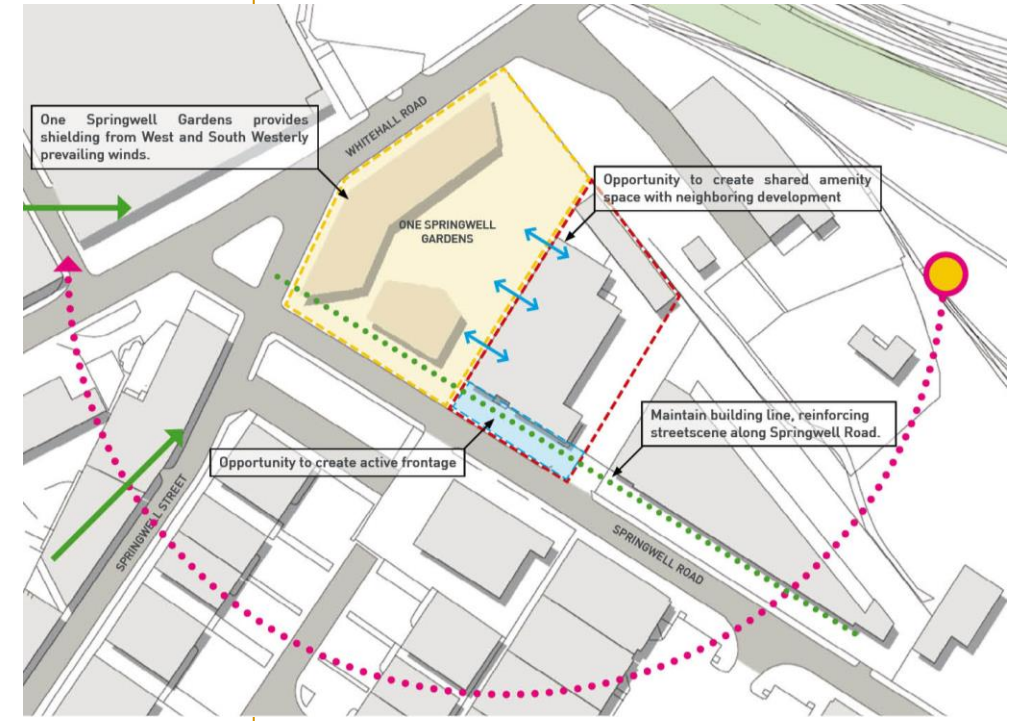 WHITEHALL ROAD
One Springwell Gardens provides
shielding from West and South Westerly
prevailing winds.
Opportunity to create shared amenity
space with neighboring development
ONE SPRINGWELL
GARDENS
Maintain building line, reinforcing
streetscene along Springwell Road.
Opportunity to create active frontage
SPRINGWELL STREET
SPRINGWELL ROAD